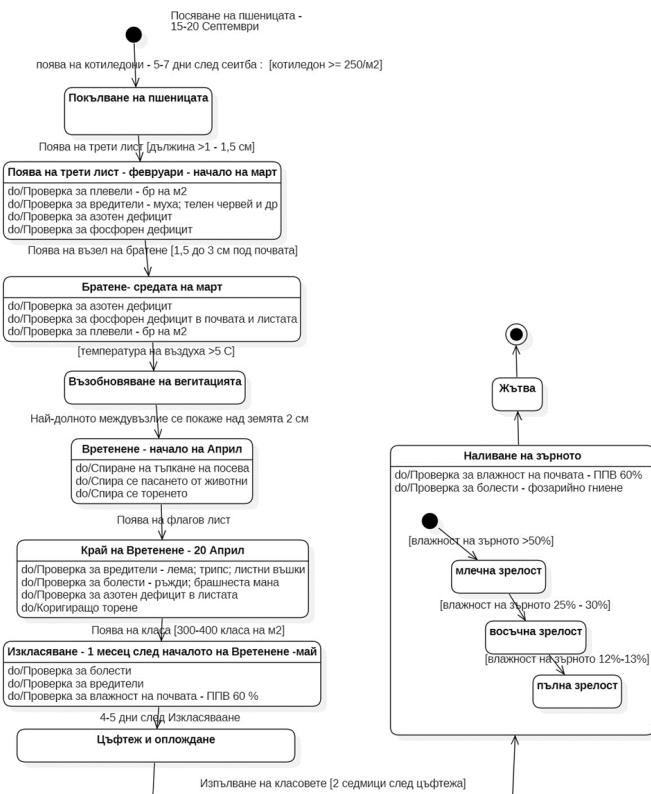 Посяване на пшеницата -
15-20 Септември
поява на котиледони - 5-7 дни след сеитба : [котиледон >= 250/м2]
Покълване на пшеницата
Поява на трети лист [дължина >1 - 1,5 см]
Поява на трети лист - февруари - начало на март
do/Проверка за плевели - бр на м2
do/Проверка за вредители - муха; телен червей и др
do/Проверка за азотен дефицит
do/Проверка за фосфорен дефицит
Поява на възел на братене [1,5 до 3 см под почвата]
Братене- средата на март
do/Проверка за азотен дефицит
do/Проверка за фосфорен дефицит в почвата и листата
do/Проверка за плевели - бр на м2
[температура на въздуха >5 С]
Възобновяване на вегитацията
Най-долното междувъзлие се покаже над земята 2 см
Вретенене - начало на Април
do/Спиране на тъпкане на посева
do/Спира се пасането от животни
do/Спира се торенето
Поява на флагов лист
Край на Вретенене - 20 Април
do/Проверка за вредители - лема; трипс; листни въшки
do/Проверка за болести - ръжди; брашнеста мана
do/Проверка за азотен дефицит в листата
do/Коригиращо торене
Поява на класа [300-400 класа на м2]
Изкласяване - 1 месец след началото на Вретенене -май
do/Проверка за болести
do/Проверка за вредители
do/Проверка за влажност на почвата - ППВ 60 %
4-5 дни след Изкласяваане
Цъфтеж и оплождане
Изпълване на класовете [2 седмици след цъфтежа]
Жътва
Наливане на зърното
do/Проверка за влажност на почвата - ППВ 60%
do/Проверка за болести - фозарийно гниене
[влажност на зърното >50%]
млечна зрелост
[влажност на зърното 25% - 30%]
восъчна зрелост
[влажност на зърното 12%-13%]
пълна зрелост